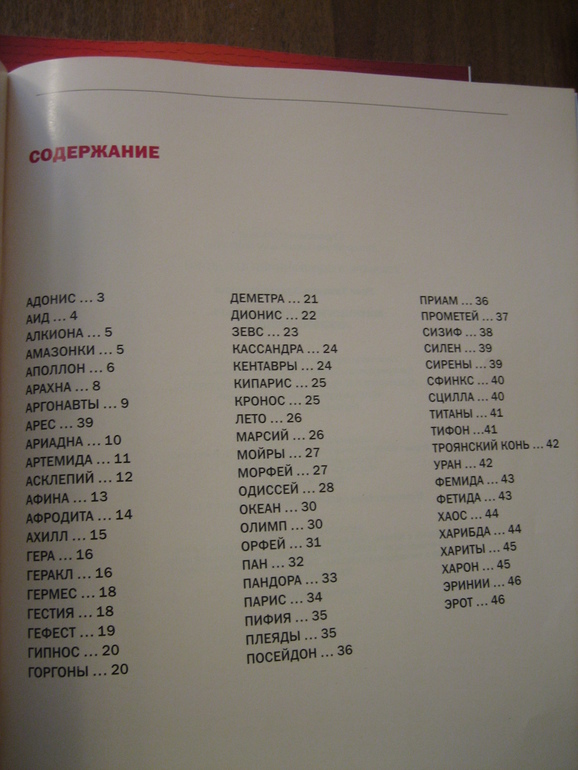 СОДЕРЖАНИЕ
АДОНИС ... 3
АИД ... 4
АЛКИОНА ... 5
АМАЗОНКИ ... 5
АПОЛЛОН ... 6
АРАХНА ... 8
АРГОНАВТЫ ... 9
АРЕС ... 39
АРИАДНА ... 10
АРТЕМИДА ... 11
АСКЛЕПИЙ ... 12
АФИНА ... 13
АФРОДИТА ... 14
АХИЛЛ ... 15
ГЕРА ... 16
ГЕРАКЛ ... 16
ГЕРМЕС ... 18
ГЕСТИЯ ... 18
ГЕФЕСТ ... 19
ГИПНОС ... 20
ГОРГОНЫ ... 20
ДЕМЕТРА ... 21
ДИОНИС ... 22
ЗЕВС ... 23
КАССАНДРА ... 24
КЕНТАВРЫ ... 24
КИПАРИС ... 25
КРОНОС ... 25
ЛЕТО ... 26
МАРСИЙ ... 26
МОЙРЫ ... 27
МОРФЕЙ ... 27
ОДИССЕЙ ... 28
ОКЕАН ... 30
ОЛИМП ... 30
ОРФЕЙ ... 31
ПАН ... 32
ПАНДОРА ... 33
ПАРИС ... 34
ПИФИЯ ... 35
ПЛЕЯДЫ ... 35
ПОСЕЙДОН ... 36
ПРИАМ ... 36
ПРОМЕТЕЙ ... 37
СИЗИФ ... 38
СИЛЕН ... 39
СИРЕНЫ ... 39
СФИНКС ... 40
СЦИЛЛА ... 40
ТИТАНЫ ... 41
ТИФОН ...41
ТРОЯНСКИЙ КОНЬ ... 42
УРАН ... 42
ФЕМИДА ... 43
ФЕТИДА ... 43
ХАОС ... 44
ХАРИБДА ... 44
ХАРИТЫ ... 45
ХАРОН ... 45
ЭРИНИИ ... 46
ЭРОТ ... 46